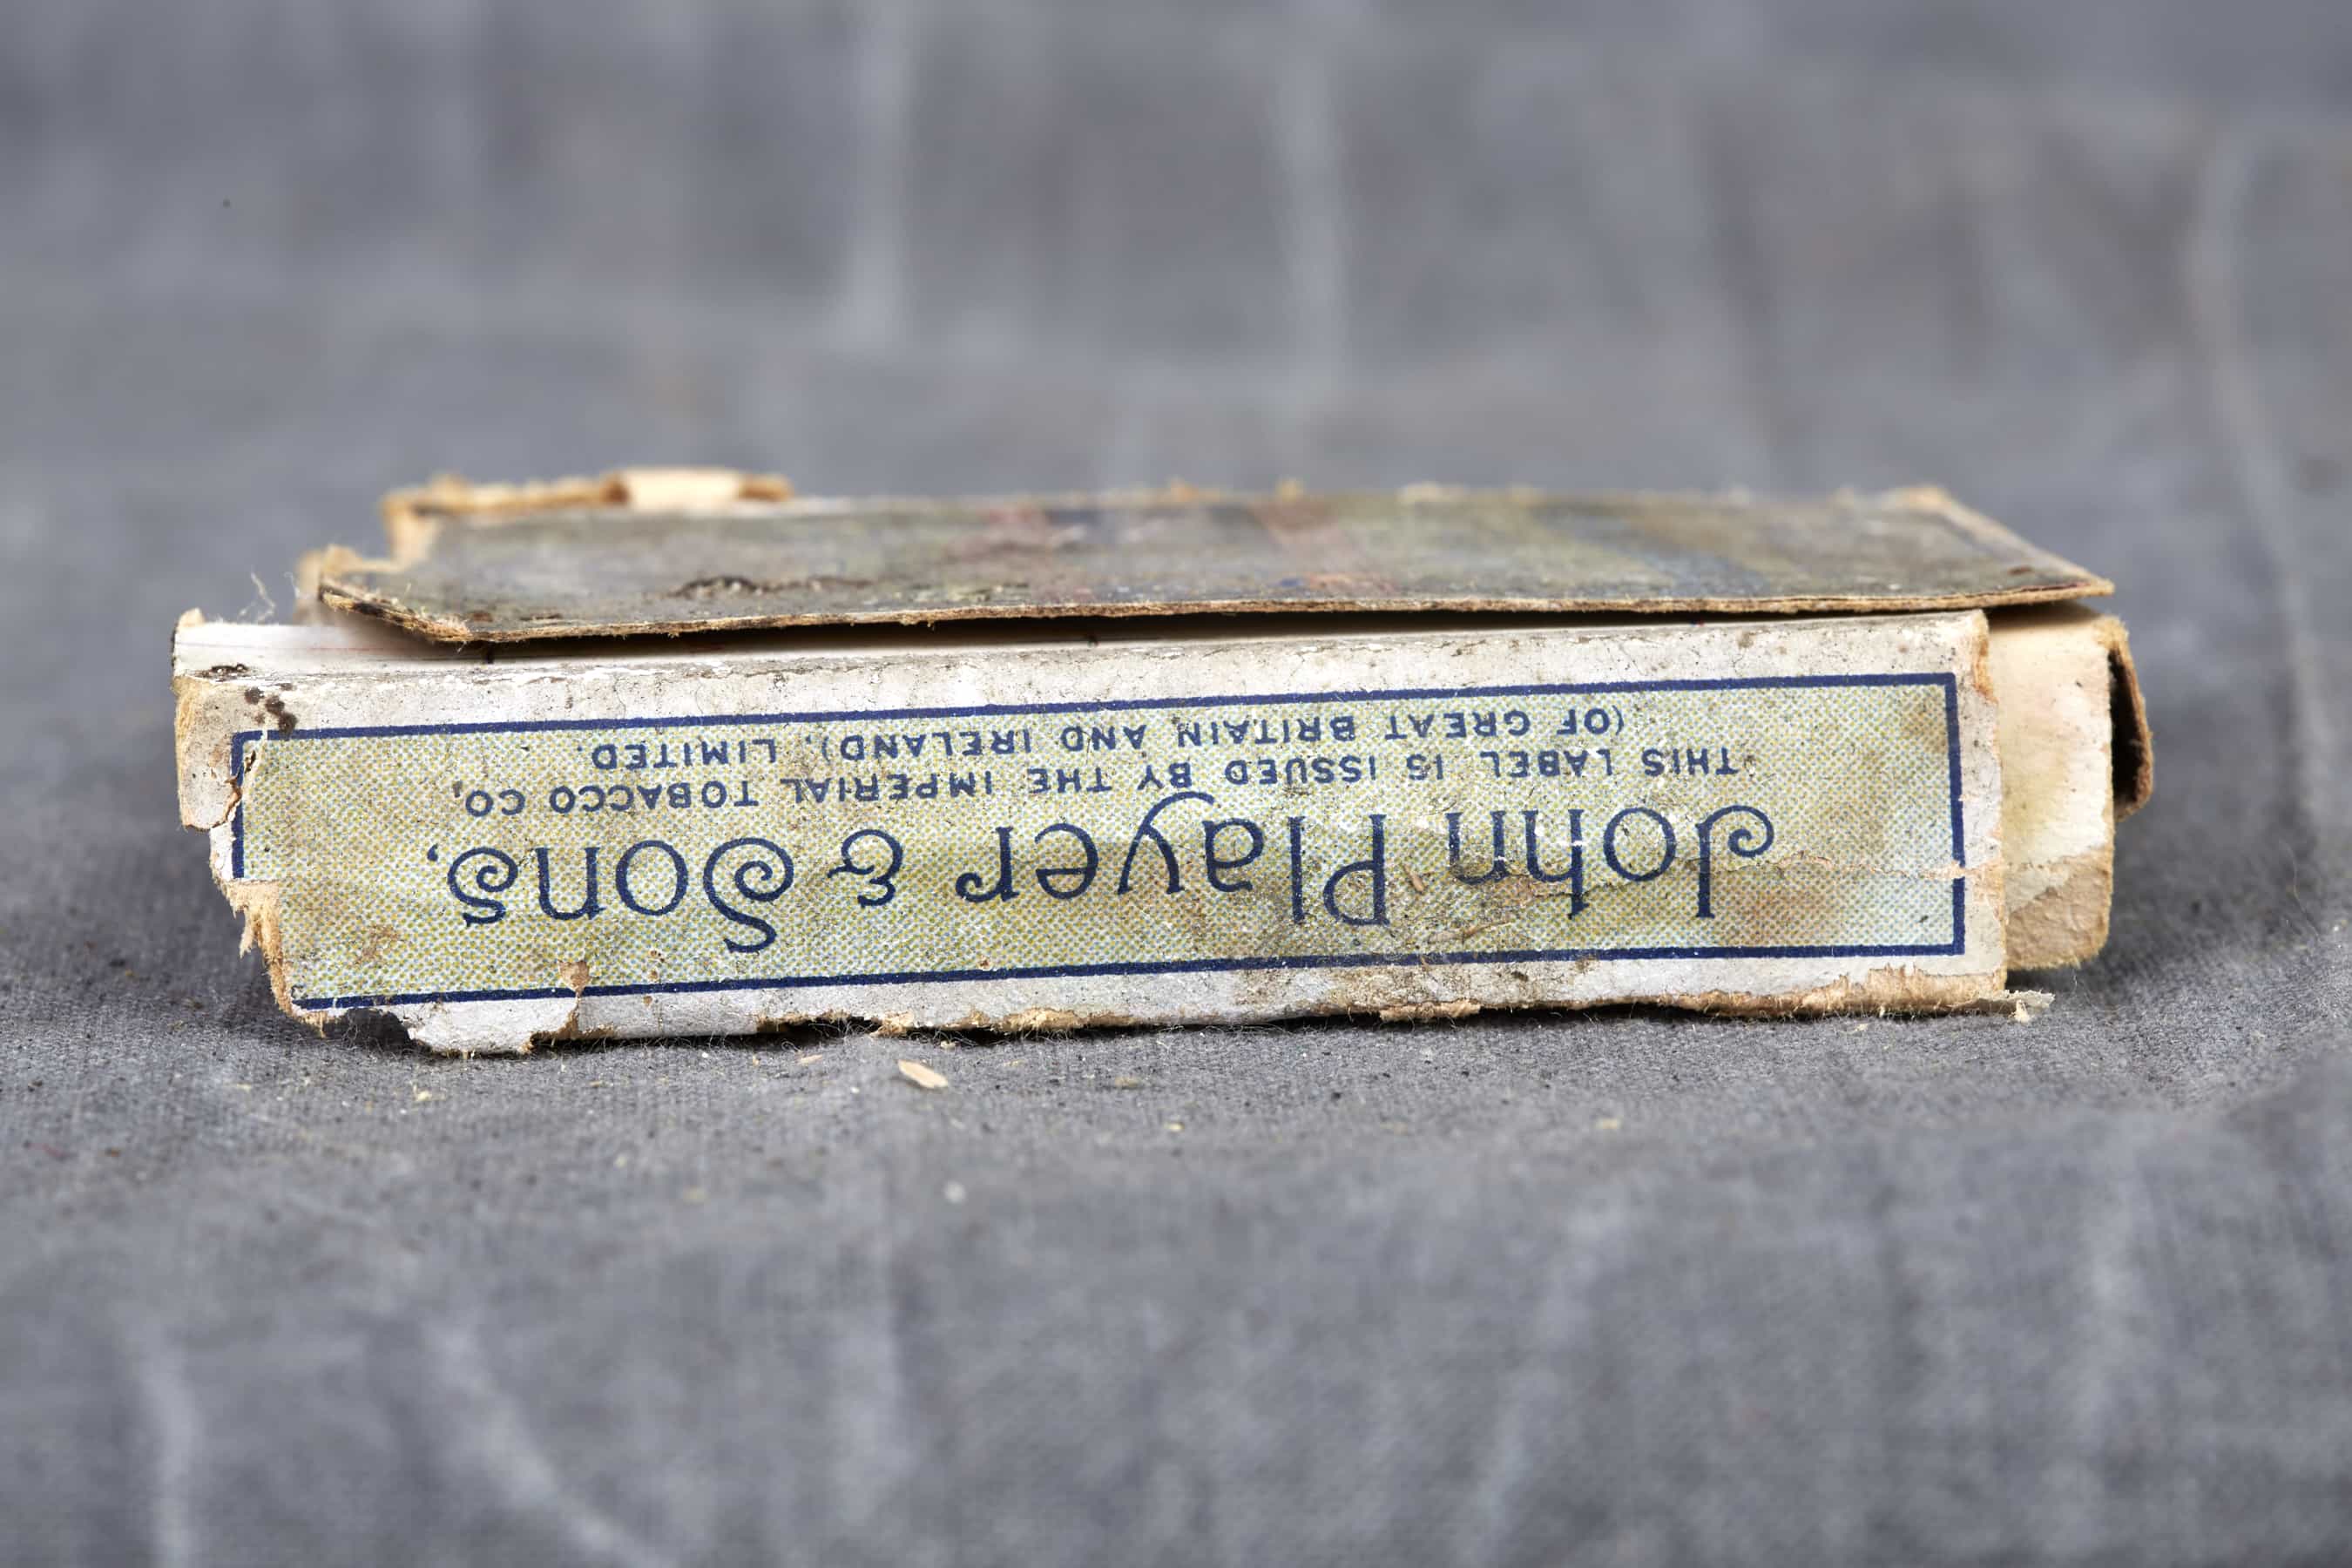 John Player & Sons,
THIS LABEL IS ISSUED BY THE IMPERIAL TOBACCO CO,
(OF GREAT BRITAIN AND IRELAND), LIMITED.